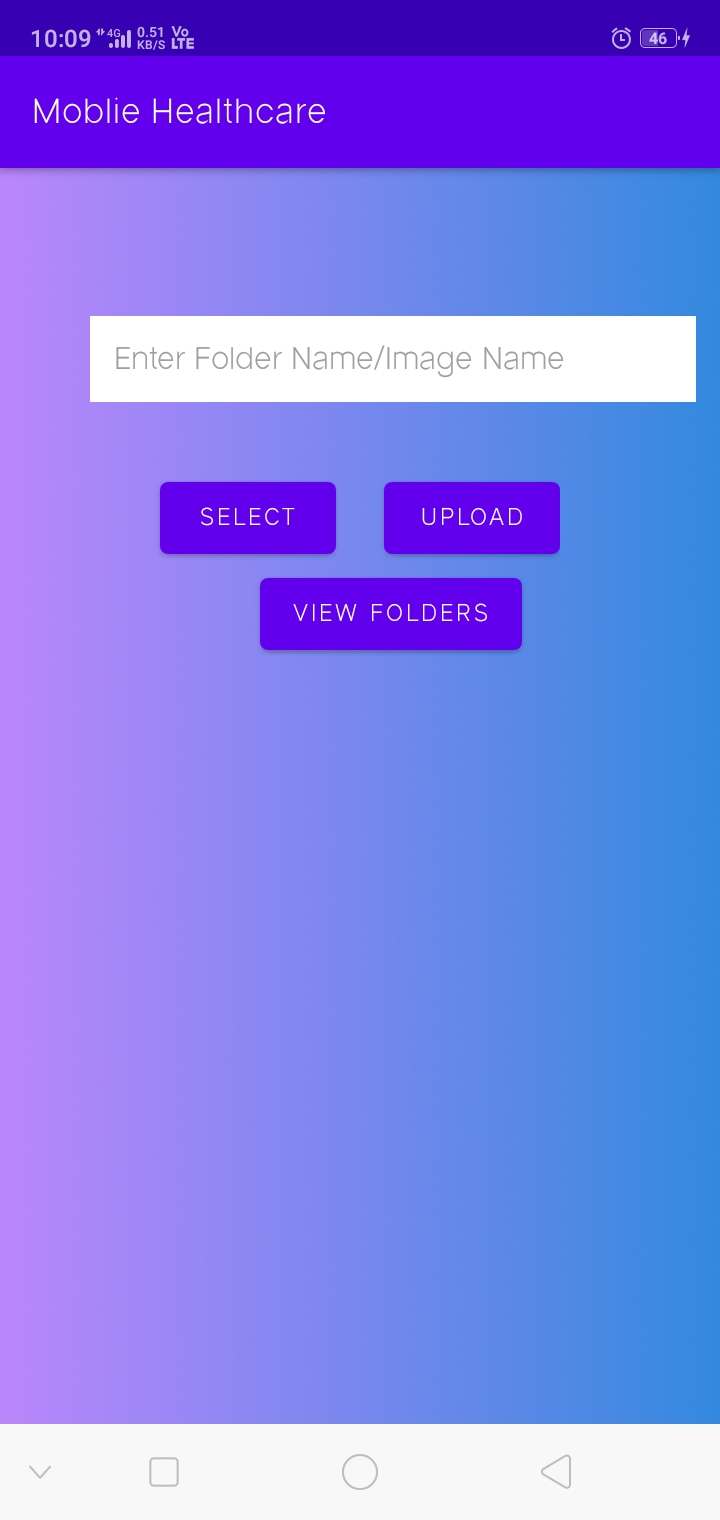 10:09 4G 0.51 KB/S Vo LTE 46
Moblie Healthcare
Enter Folder Name/Image Name
SELECT UPLOAD
VIEW FOLDERS